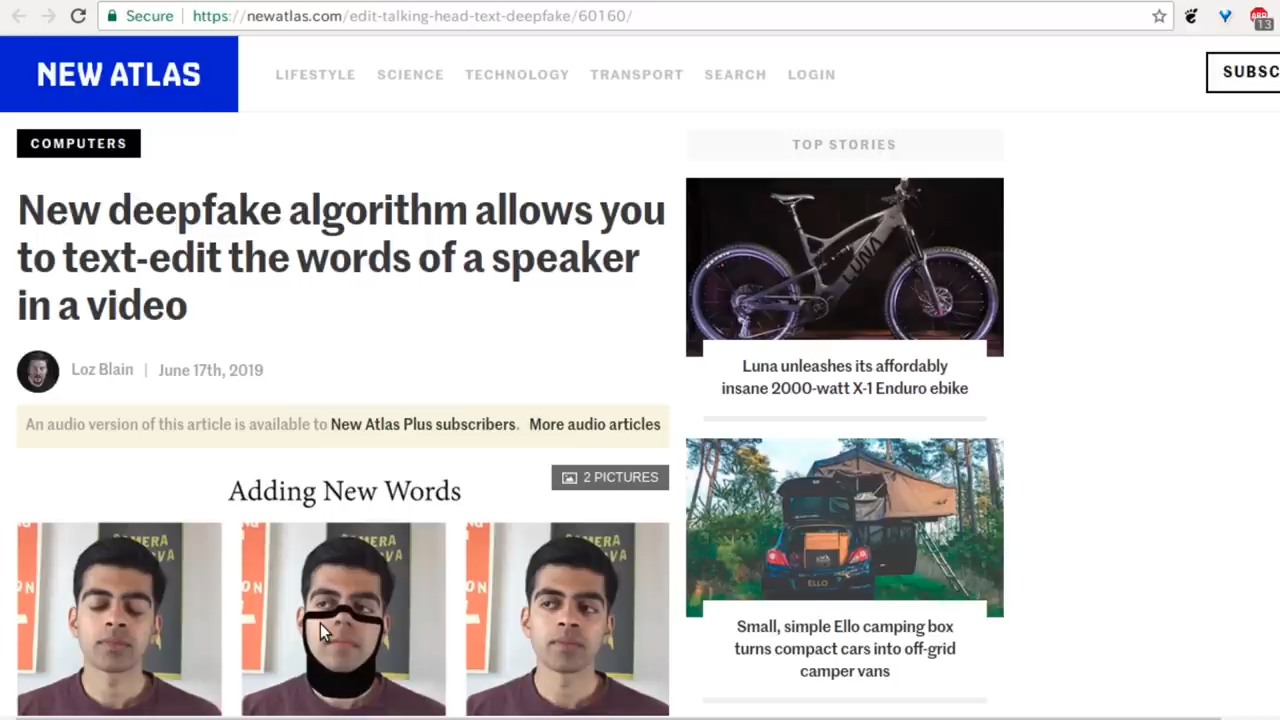 Secure
https://newatlas.com/edit-talking-head-text-deepfake/60160/
13
NEW ATLAS
LIFESTYLE SCIENCE TECHNOLOGY TRANSPORT SEARCH LOGIN
SUBSC
COMPUTERS
New deepfake algorithm allows you
to text-edit the words of a speaker
in a video
Loz Blain | June 17th, 2019
An audio version of this article is available to New Atlas Plus subscribers. More audio articles
2 PICTURES
Adding New Words
TOP STORIES
LUNA
Luna unleashes its affordably
insane 2000-watt X-1 Enduro ebike
ELLO
Small, simple Ello camping box
turns compact cars into off-grid
camper vans